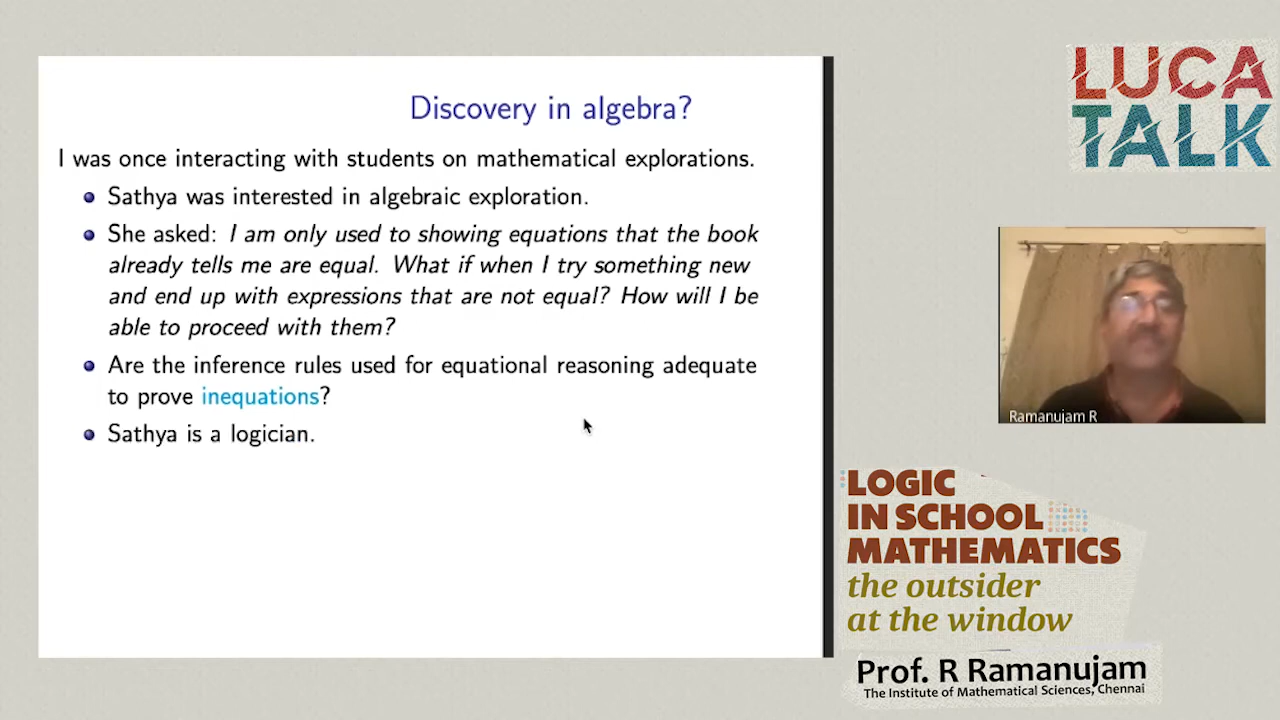 Discovery in algebra?
I was once interacting with students on mathematical explorations.
Sathya was interested in algebraic exploration.
She asked: I am only used to showing equations that the book
already tells me are equal. What if when I try something new
and end up with expressions that are not equal? How will I be
able to proceed with them?
Are the inference rules used for equational reasoning adequate
to prove inequations?
Sathya is a logician.
LUCA
TALK
Ramanujam R
LOGIC
IN SCHOOL
MATHEMATICS
the outsider
at the window
Prof. R Ramanujam
The Institute of Mathematical Sciences, Chennai